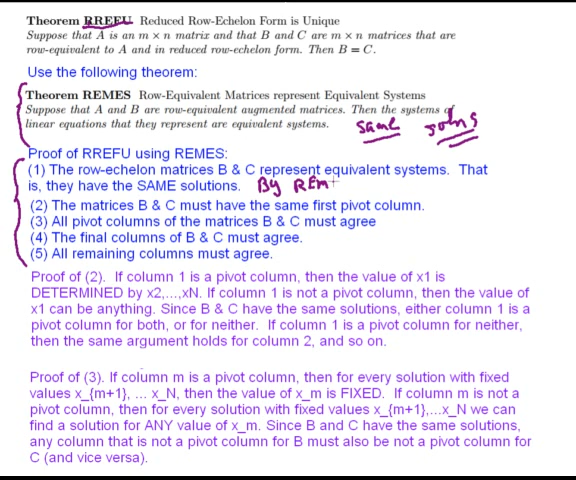 Theorem RREFU Reduced Row-Echelon Form is Unique
Suppose that A is an m × n matrix and that B and C are m × n matrices that are
row-equivalent to A and in reduced row-echelon form. Then B = C.
Use the following theorem:
Theorem REMES Row-Equivalent Matrices represent Equivalent Systems
Suppose that A and B are row-equivalent augmented matrices. Then the systems of
linear equations that they represent are equivalent systems.
same solns
Proof of RREFU using REMES:
(1) The row-echelon matrices B & C represent equivalent systems. That
is, they have the SAME solutions. By REM
(2) The matrices B & C must have the same first pivot column.
(3) All pivot columns of the matrices B & C must agree
(4) The final columns of B & C must agree.
(5) All remaining columns must agree.
Proof of (2). If column 1 is a pivot column, then the value of x1 is
DETERMINED by x2,...,xN. If column 1 is not a pivot column, then the value of
x1 can be anything. Since B & C have the same solutions, either column 1 is a
pivot column for both, or for neither. If column 1 is a pivot column for neither,
then the same argument holds for column 2, and so on.
Proof of (3). If column m is a pivot column, then for every solution with fixed
values x_{m+1}, ... x_N, then the value of x_m is FIXED. If column m is not a
pivot column, then for every solution with fixed values x_{m+1},...x_N we can
find a solution for ANY value of x_m. Since B and C have the same solutions,
any column that is not a pivot column for B must also be not a pivot column for
C (and vice versa).